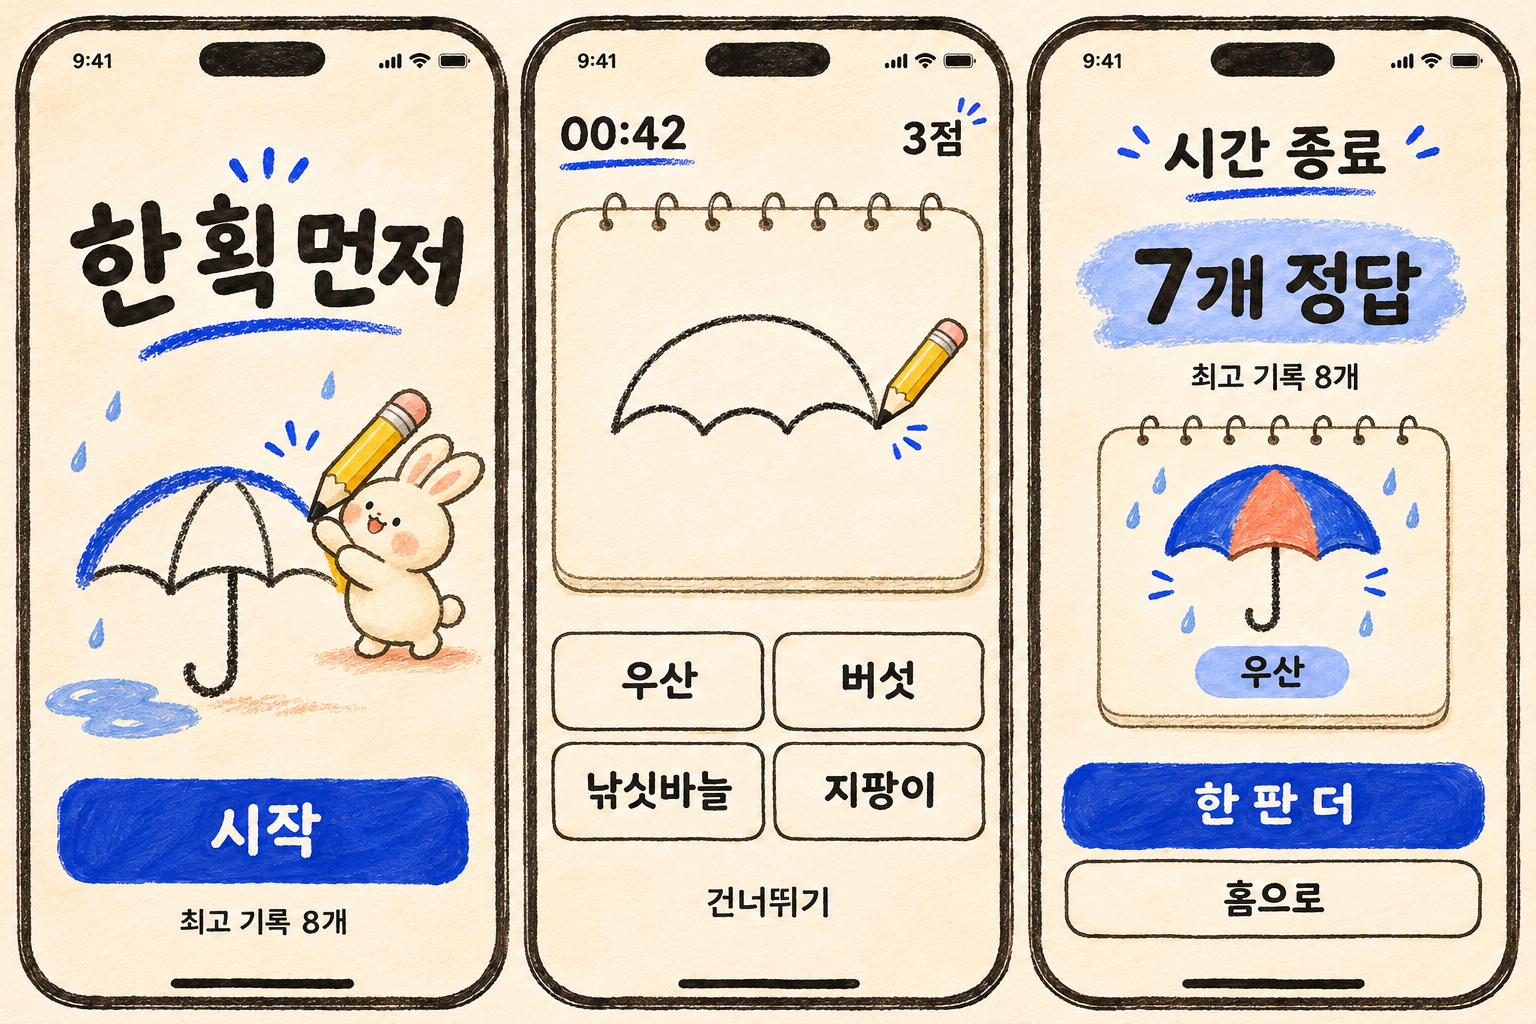 9:41
한 획 먼저
시작
최고 기록 8개
9:41
00:42
3점
우산
버섯
낚싯바늘
지팡이
건너뛰기
9:41
시간 종료
7개 정답
최고 기록 8개
우산
한 판 더
홈으로